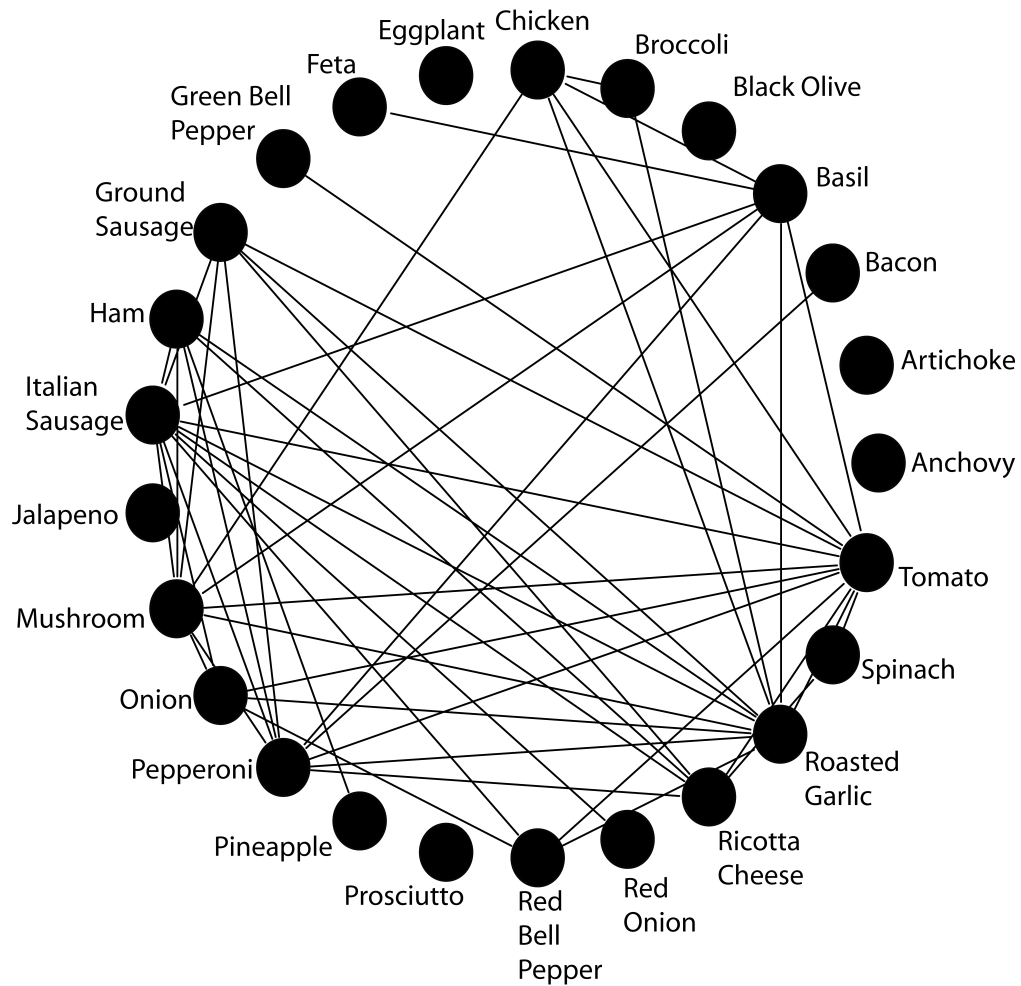 Chicken
Eggplant
Broccoli
Feta
Black Olive
Green Bell
Pepper
Basil
Ground
Sausage
Bacon
Ham
Artichoke
Italian
Sausage
Anchovy
Jalapeno
Tomato
Mushroom
Spinach
Onion
Roasted
Garlic
Pepperoni
Ricotta
Cheese
Pineapple
Prosciutto
Red
Onion
Red
Bell
Pepper